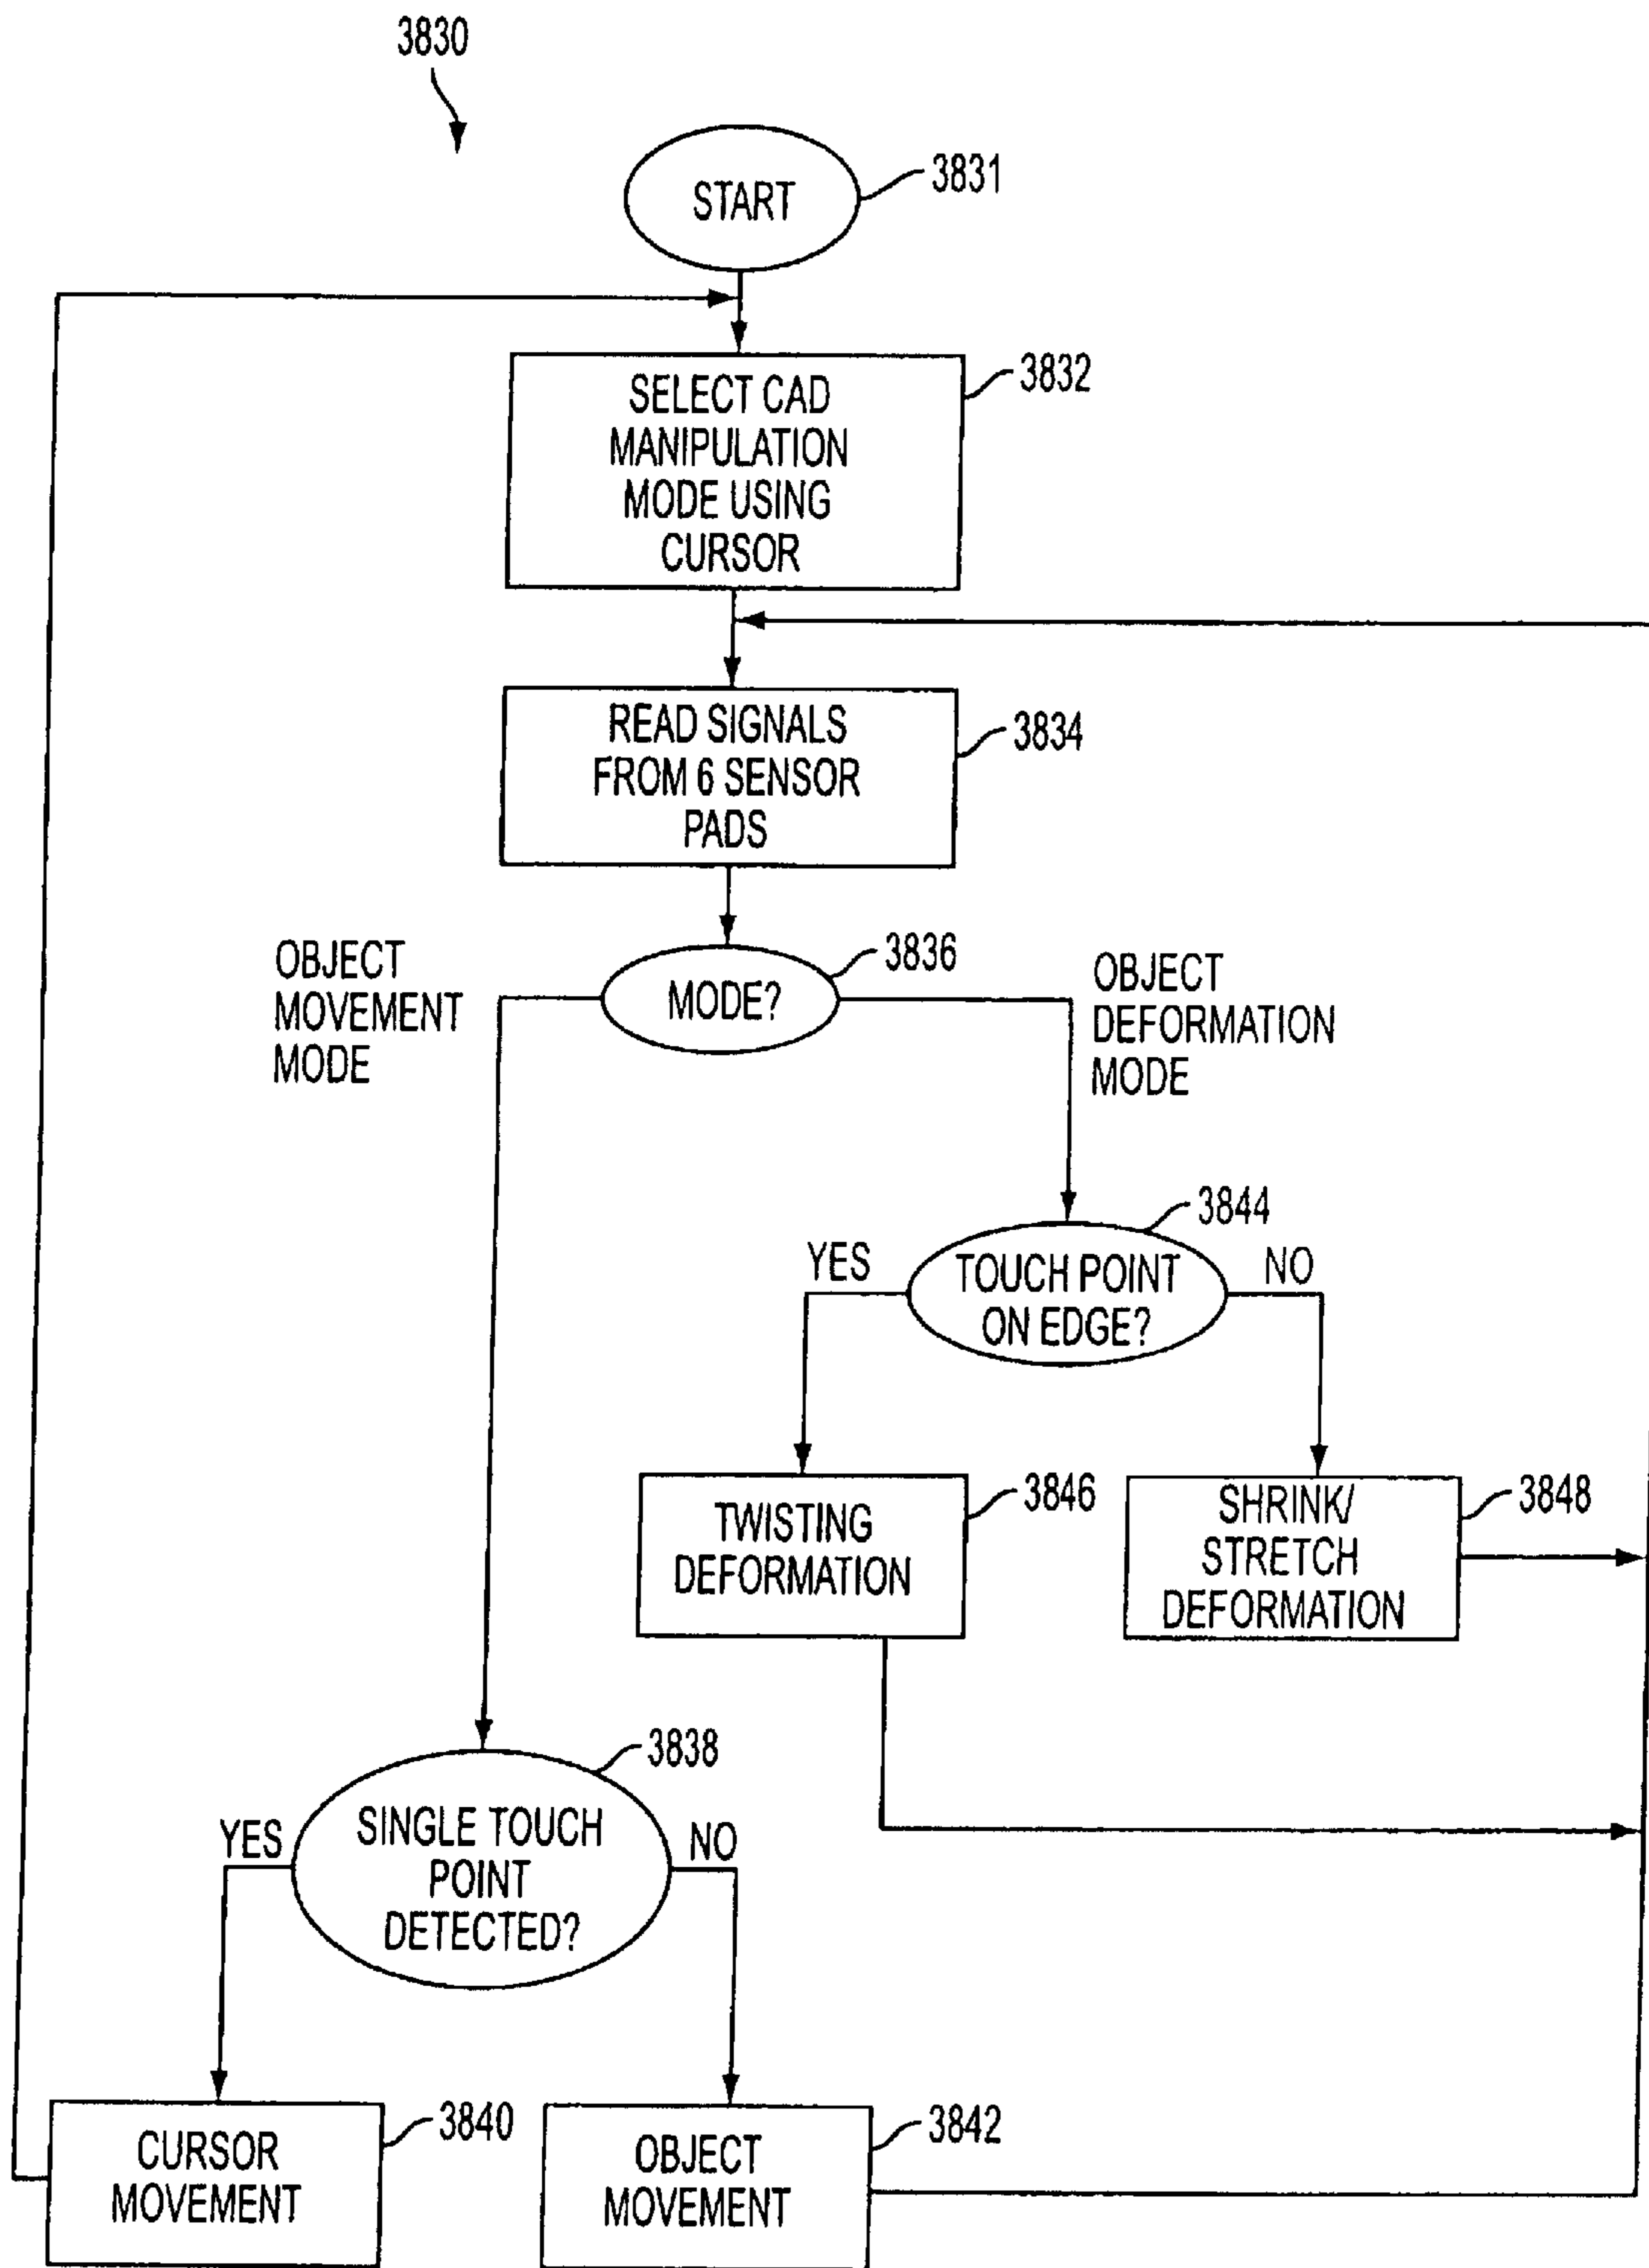 3830
START
3831
SELECT CAD
MANIPULATION
MODE USING
CURSOR
3832
READ SIGNALS
FROM 6 SENSOR
PADS
3834
OBJECT
MOVEMENT
MODE
MODE?
3836
OBJECT
DEFORMATION
MODE
YES
TOUCH POINT
ON EDGE?
3844
NO
TWISTING
DEFORMATION
3846
SHRINK/
STRETCH
DEFORMATION
3848
YES
SINGLE TOUCH
POINT
DETECTED?
3838
NO
CURSOR
MOVEMENT
3840
OBJECT
MOVEMENT
3842